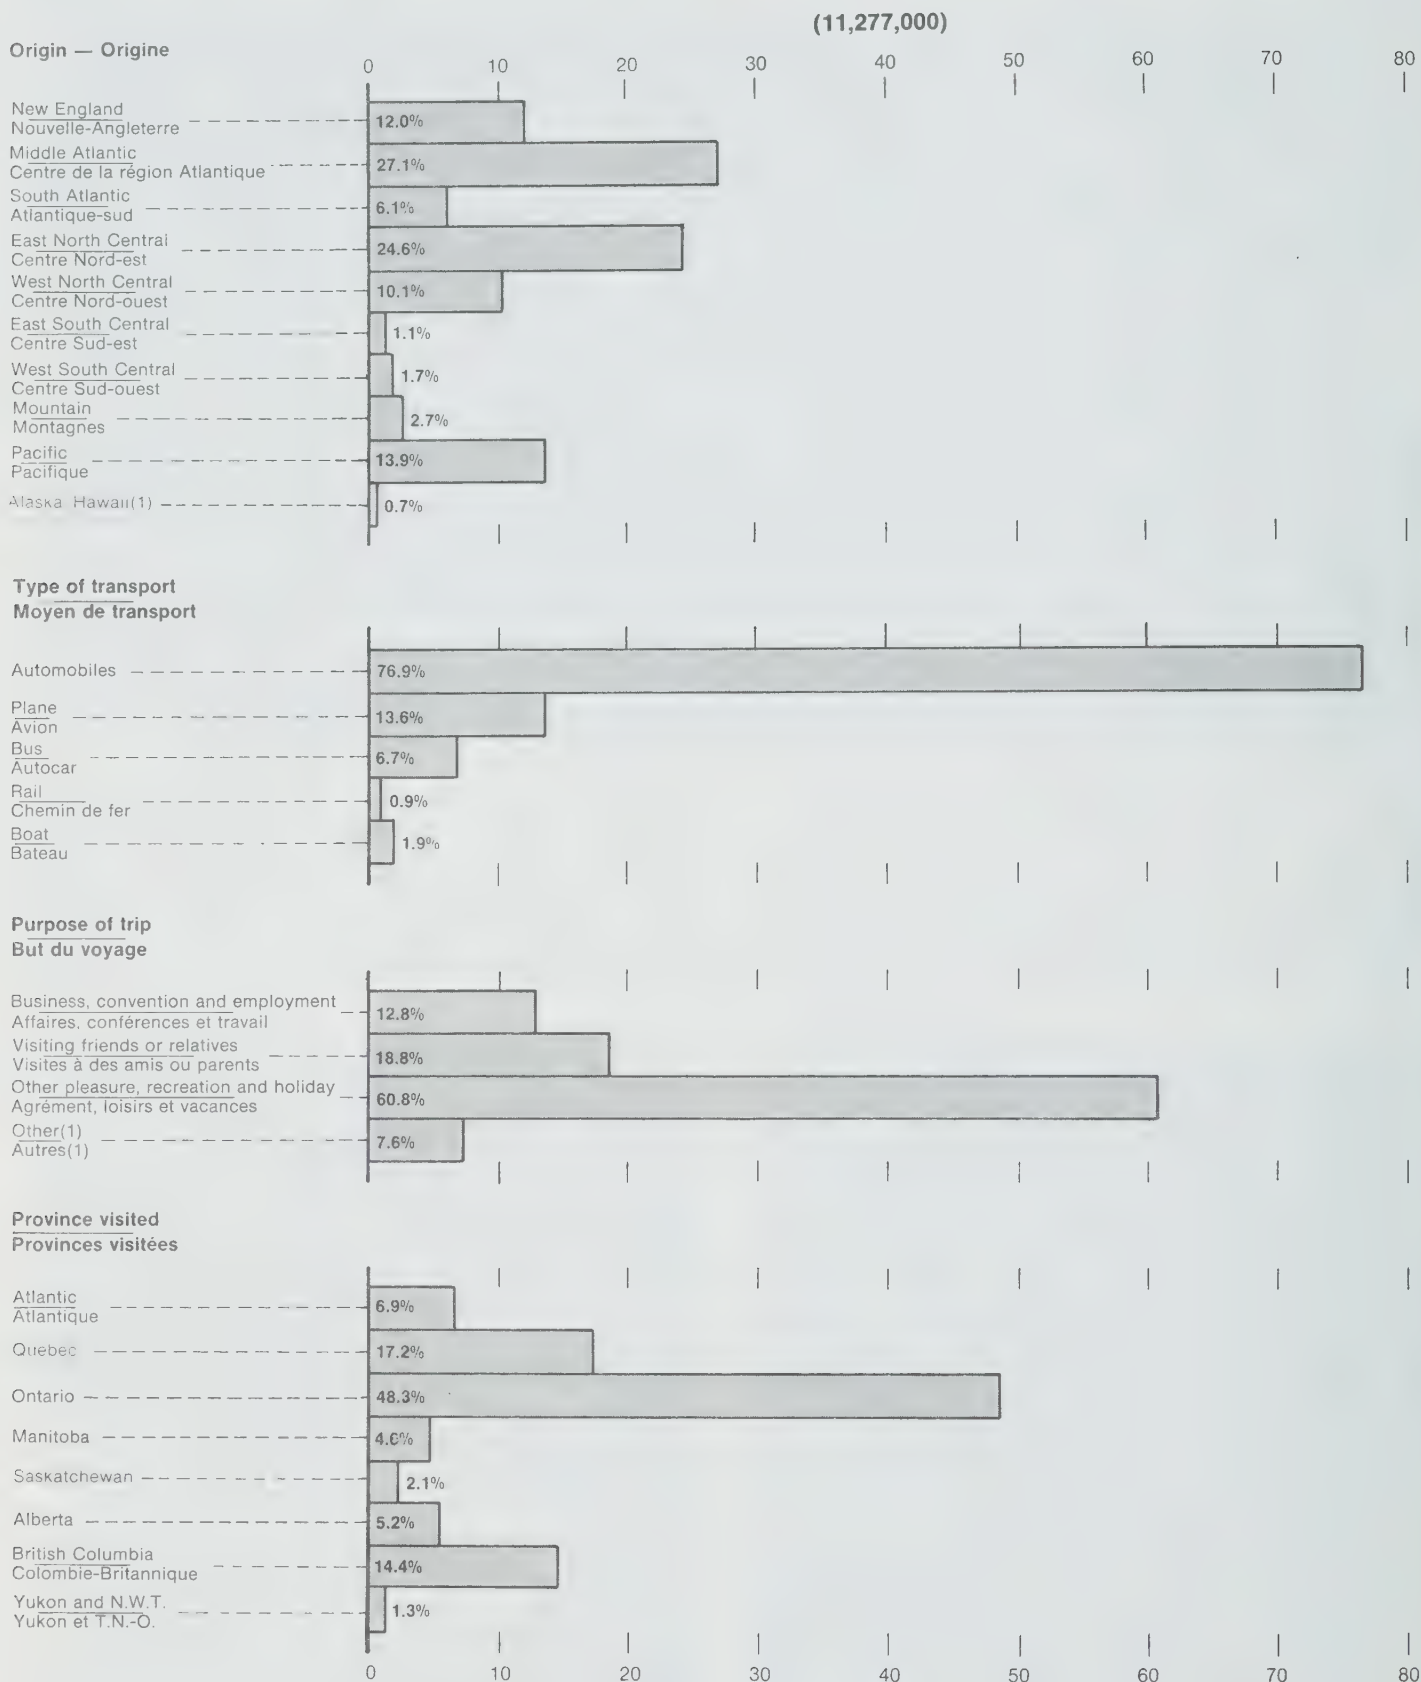 (11,277,000)
Origin — Origine
0 10 20 30 40 50 60 70 80
New England
Nouvelle-Angleterre
12.0%
Middle Atlantic
Centre de la région Atlantique
27.1%
South Atlantic
Atlantique-sud
6.1%
East North Central
Centre Nord-est
24.6%
West North Central
Centre Nord-ouest
10.1%
East South Central
Centre Sud-est
1.1%
West South Central
Centre Sud-ouest
1.7%
Mountain
Montagnes
2.7%
Pacific
Pacifique
13.9%
Alaska Hawaii(1)
0.7%
Type of transport
Moyen de transport
Automobiles
76.9%
Plane
Avion
13.6%
Bus
Autocar
6.7%
Rail
Chemin de fer
0.9%
Boat
Bateau
1.9%
Purpose of trip
But du voyage
Business, convention and employment
Affaires, conférences et travail
12.8%
Visiting friends or relatives
Visites à des amis ou parents
18.8%
Other pleasure, recreation and holiday
Agrément, loisirs et vacances
60.8%
Other(1)
Autres(1)
7.6%
Province visited
Provinces visitées
Atlantic
Atlantique
6.9%
Quebec
17.2%
Ontario
48.3%
Manitoba
4.6%
Saskatchewan
2.1%
Alberta
5.2%
British Columbia
Colombie-Britannique
14.4%
Yukon and N.W.T.
Yukon et T.N.-O.
1.3%
0 10 20 30 40 50 60 70 80